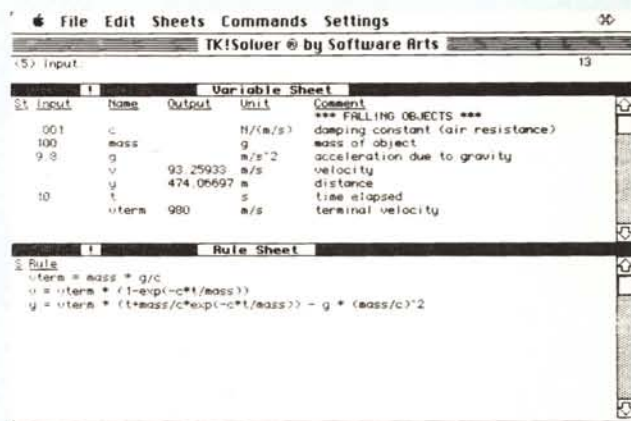 File Edit Sheets Commands Settings
TK!Solver ® by Software Arts
(5) Input: 13
! Variable Sheet
St Input Name Output Unit Comment
*** FALLING OBJECTS ***
.001 c N/(m/s) damping constant (air resistance)
100 mass g mass of object
9.8 g m/s^2 acceleration due to gravity
v 93.25933 m/s velocity
y 474.06697 m distance
10 t s time elapsed
vterm 980 m/s terminal velocity
! Rule Sheet
S Rule
vterm = mass * g/c
v = vterm * (1-exp(-c*t/mass))
y = vterm * (t+mass/c*exp(-c*t/mass)) - g * (mass/c)^2